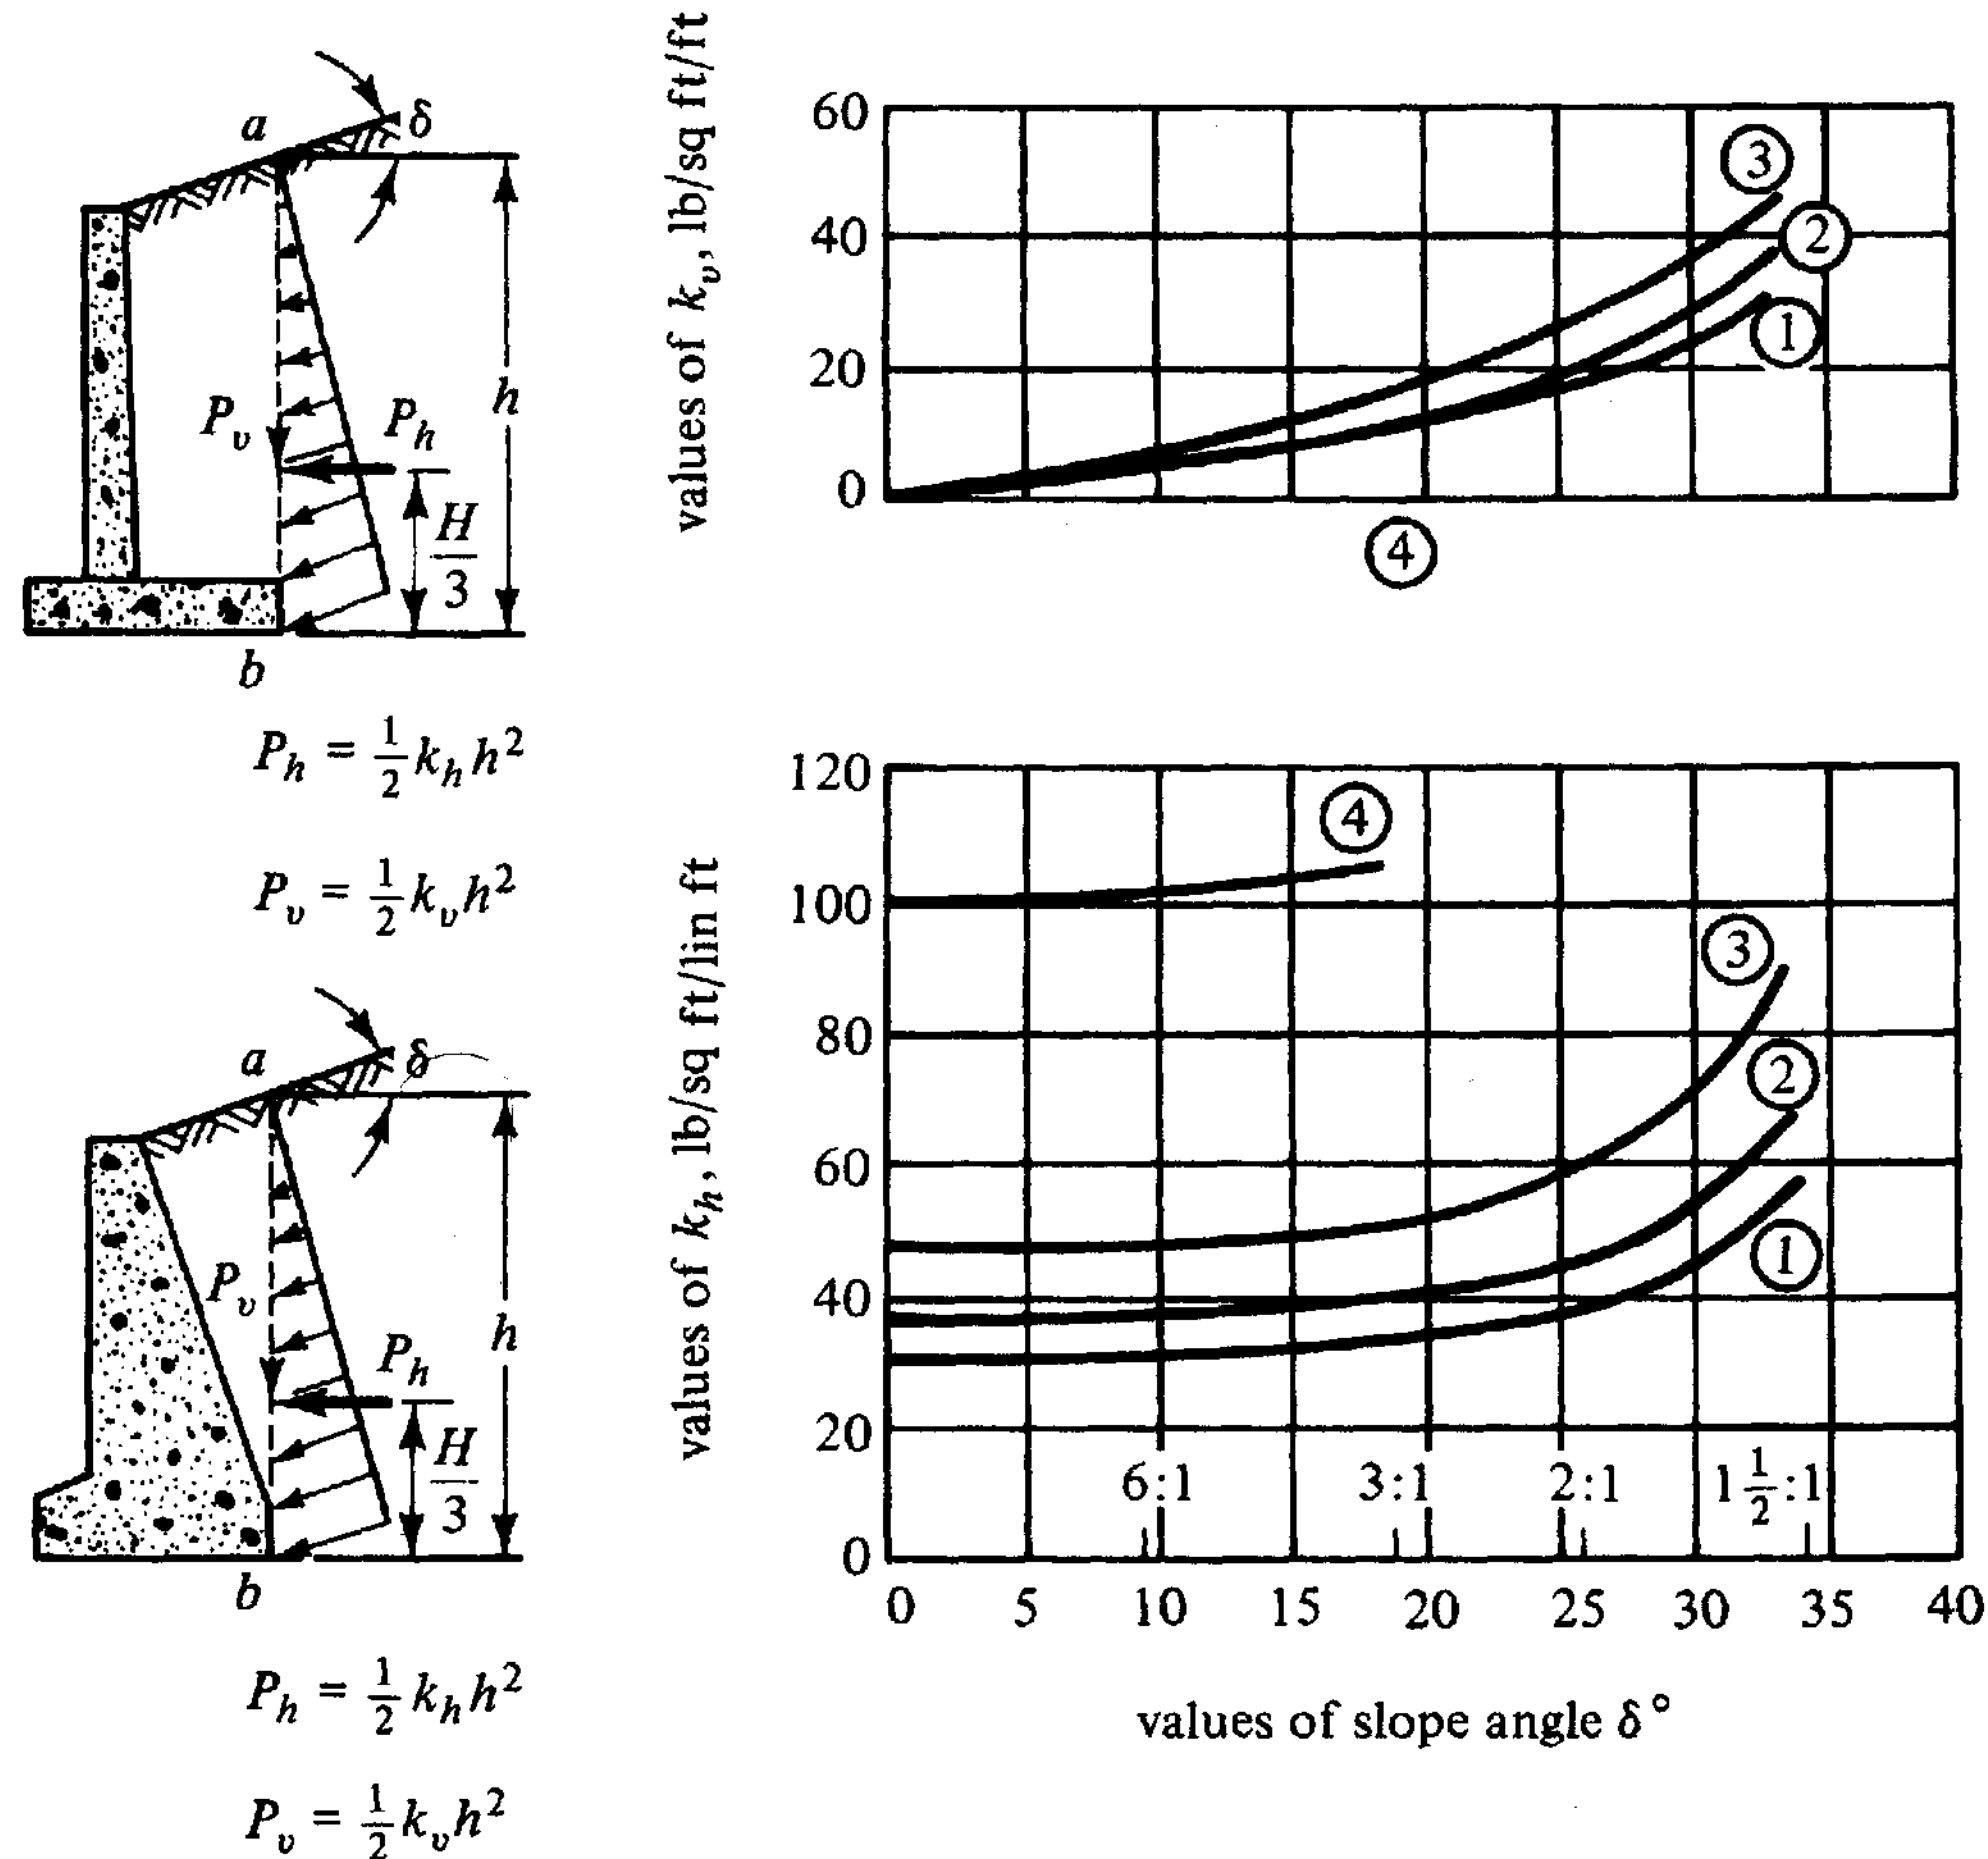 a
δ
h
P_v
P_h
H/3
b
P_h = 1/2 k_h h²
P_v = 1/2 k_v h²
a
δ
h
P_v
P_h
H/3
b
P_h = 1/2 k_h h²
P_v = 1/2 k_v h²
values of k_v, lb/sq ft/ft
60
40
20
0
③
②
①
④
values of k_h, lb/sq ft/lin ft
120
100
80
60
40
20
0
④
③
②
①
6:1 3:1 2:1 1 1/2:1
0 5 10 15 20 25 30 35 40
values of slope angle δ°